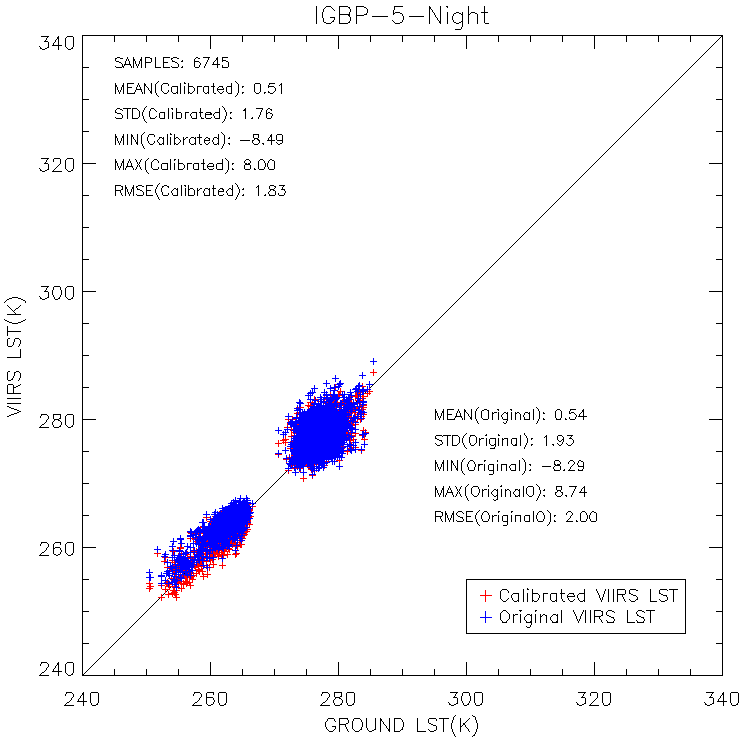 IGBP-5-Night
340
SAMPLES: 6745
MEAN(Calibrated): 0.51
STD(Calibrated): 1.76
MIN(Calibrated): -8.49
MAX(Calibrated): 8.00
RMSE(Calibrated): 1.83
320
300
VIIRS LST(K)
280
MEAN(Original): 0.54
STD(Original): 1.93
MIN(Original): -8.29
MAX(OriginalO): 8.74
RMSE(OriginalO): 2.00
260
+ Calibrated VIIRS LST
+ Original VIIRS LST
240
240 260 280 300 320 340
GROUND LST(K)